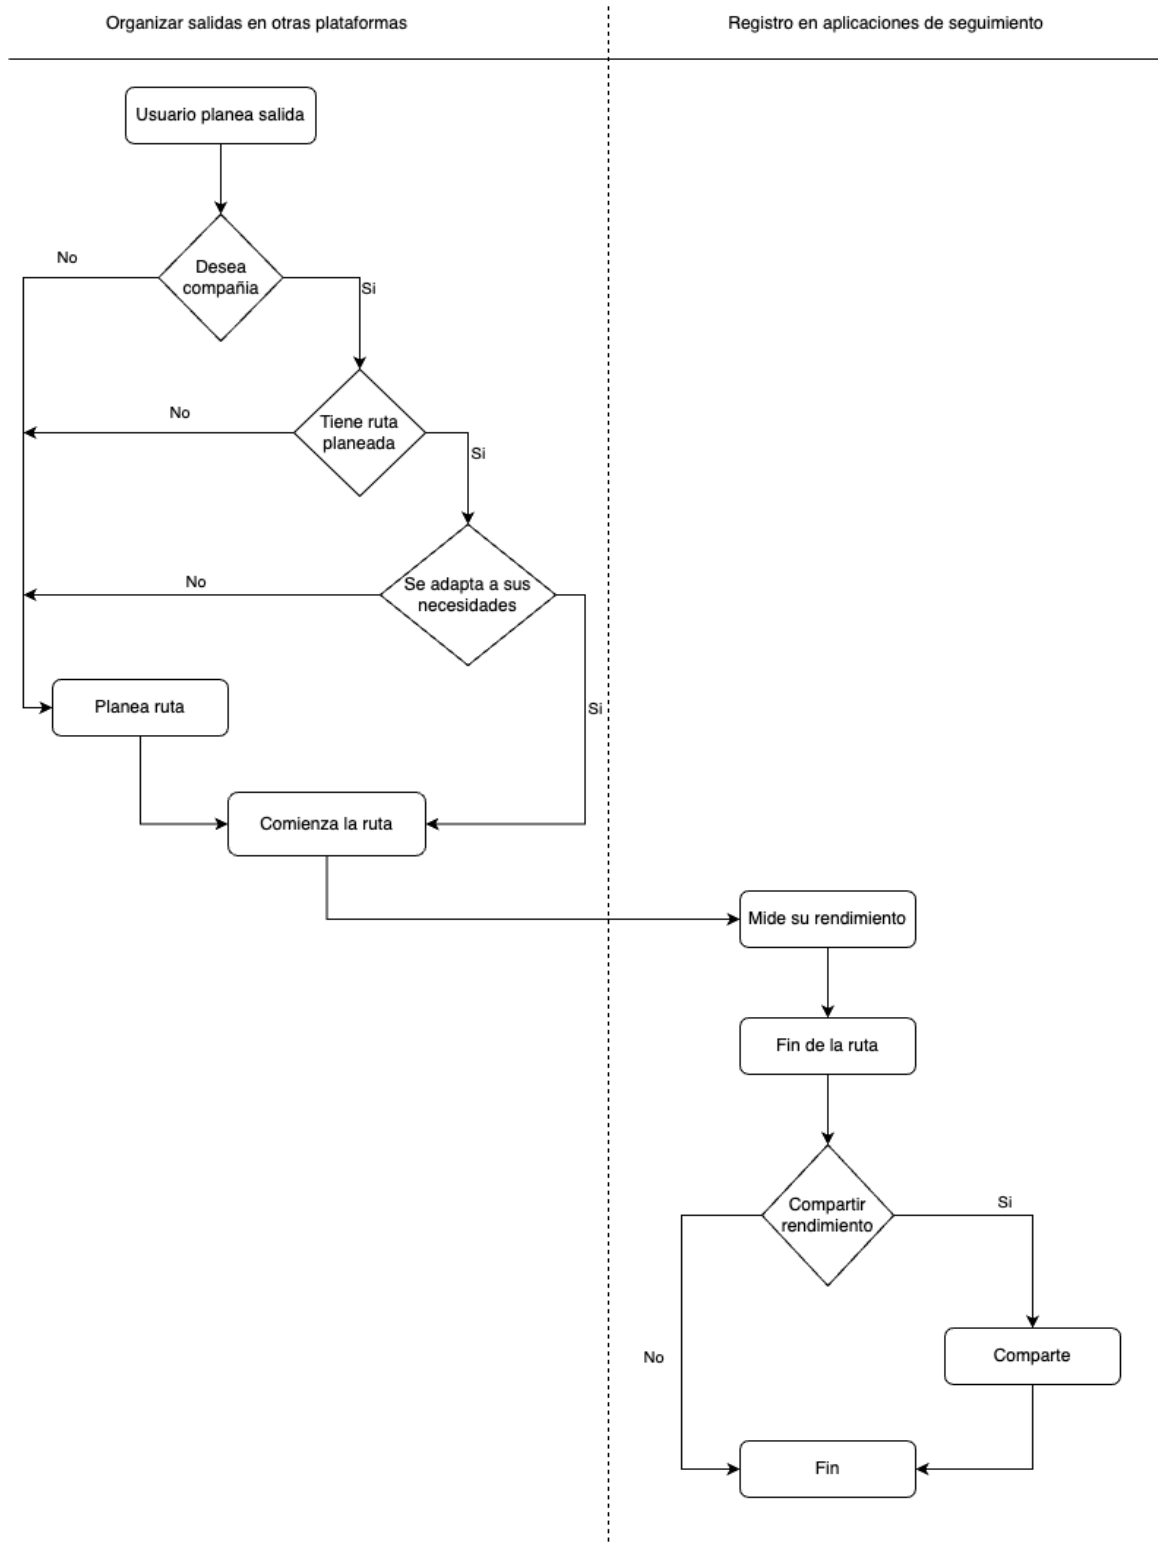 Organizar salidas en otras plataformas
Registro en aplicaciones de seguimiento
Usuario planea salida
Desea
compañia
No
Si
Tiene ruta
planeada
No
Si
Se adapta a sus
necesidades
No
Si
Planea ruta
Comienza la ruta
Mide su rendimiento
Fin de la ruta
Compartir
rendimiento
Si
No
Comparte
Fin